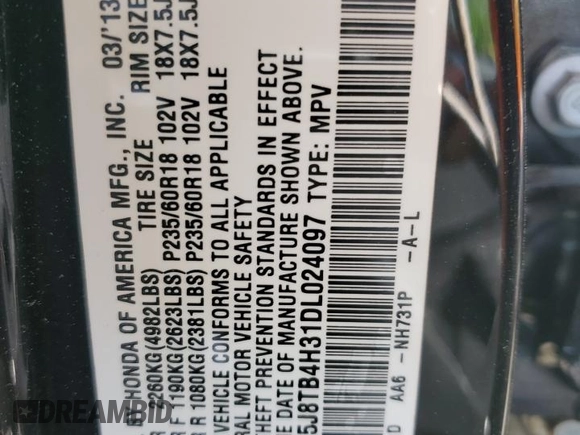 BY HONDA OF AMERICA MFG., INC. 03/'13
TIRE SIZE RIM SIZE
2260KG(4982LBS)
F 1190KG(2623LBS) P235/60R18 102V 18X7.5J
R 1080KG(2381LBS) P235/60R18 102V 18X7.5J
VEHICLE CONFORMS TO ALL APPLICABLE
MOTOR VEHICLE SAFETY
THEFT PREVENTION STANDARDS IN EFFECT
DATE OF MANUFACTURE SHOWN ABOVE.
5J8TB4H31DL024097 TYPE: MPV
AA6 -NH731P -A-L
DREAMBID